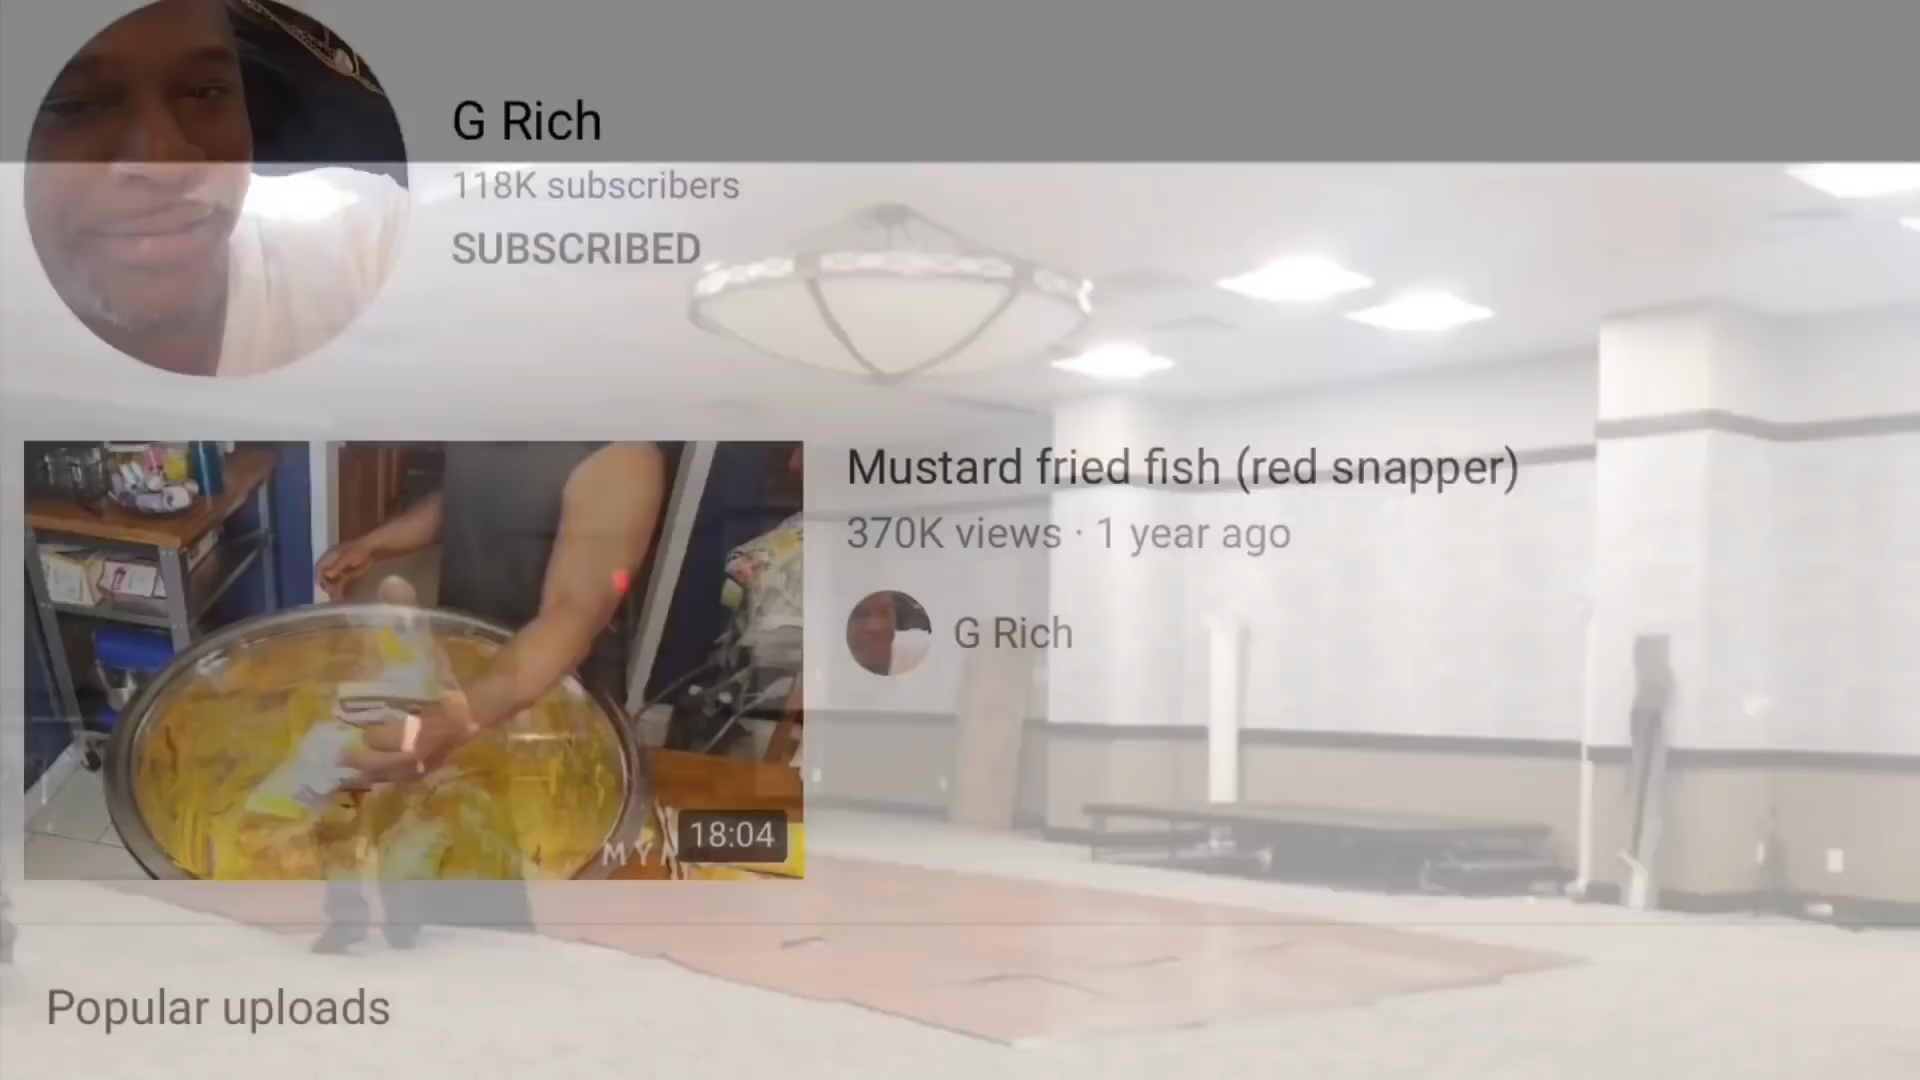 G Rich
118K subscribers
SUBSCRIBED
Mustard fried fish (red snapper)
370K views · 1 year ago
G Rich
18:04
Popular uploads